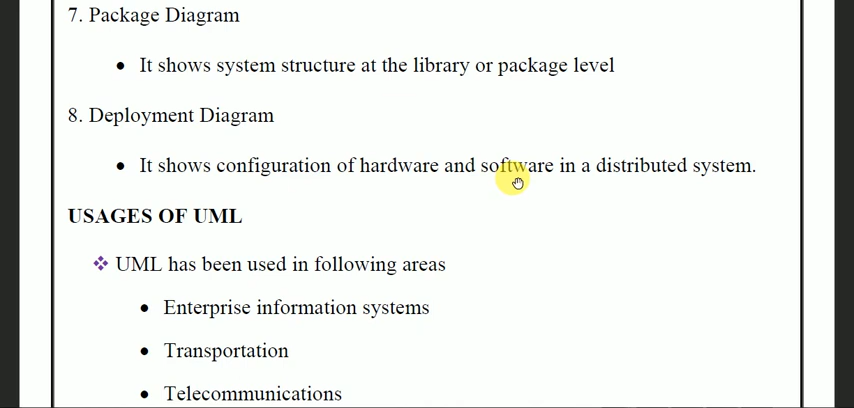 7. Package Diagram
• It shows system structure at the library or package level
8. Deployment Diagram
• It shows configuration of hardware and software in a distributed system.
USAGES OF UML
❖ UML has been used in following areas
• Enterprise information systems
• Transportation
• Telecommunications